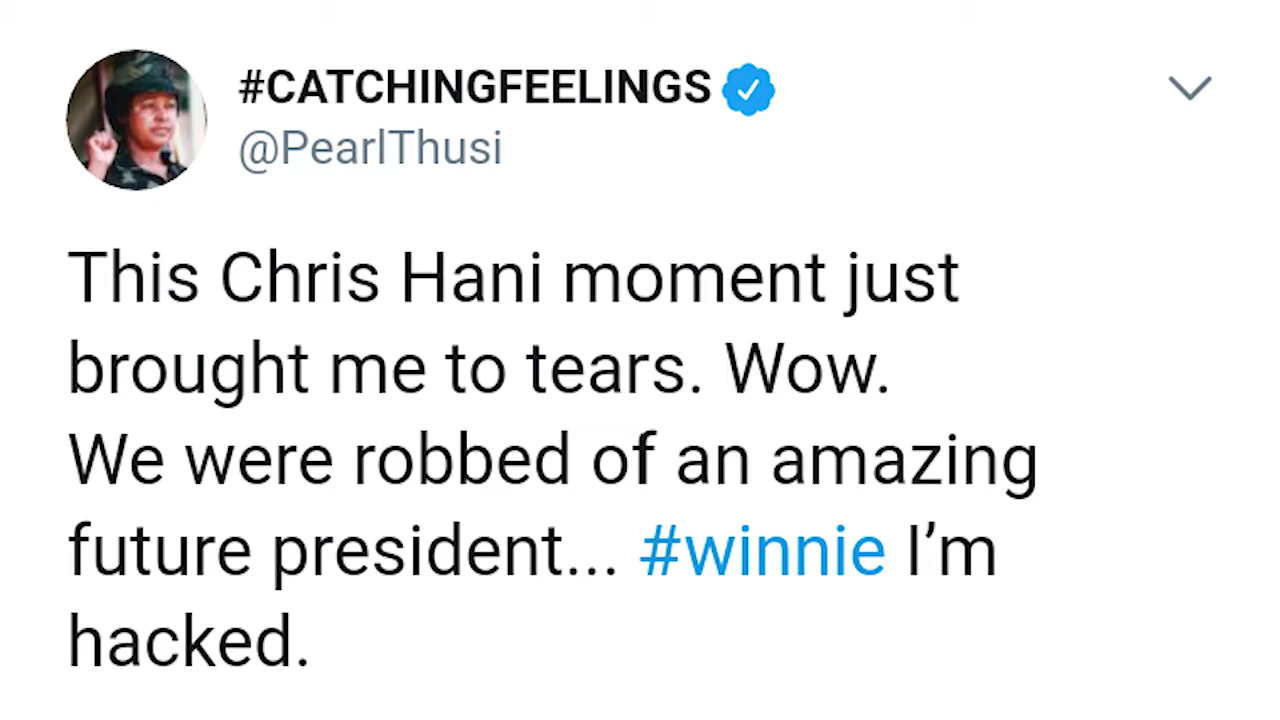 #CATCHINGFEELINGS
@PearlThusi
This Chris Hani moment just
brought me to tears. Wow.
We were robbed of an amazing
future president... #winnie I’m
hacked.